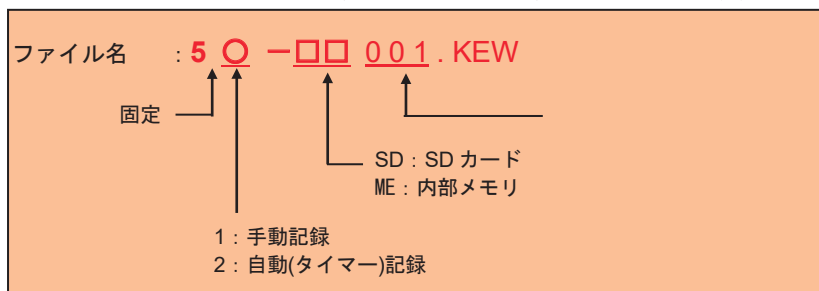 ファイル名 : 5 ○ −□□ 001.KEW
固定
SD：SD カード
ME：内部メモリ
1：手動記録
2：自動(タイマー)記録